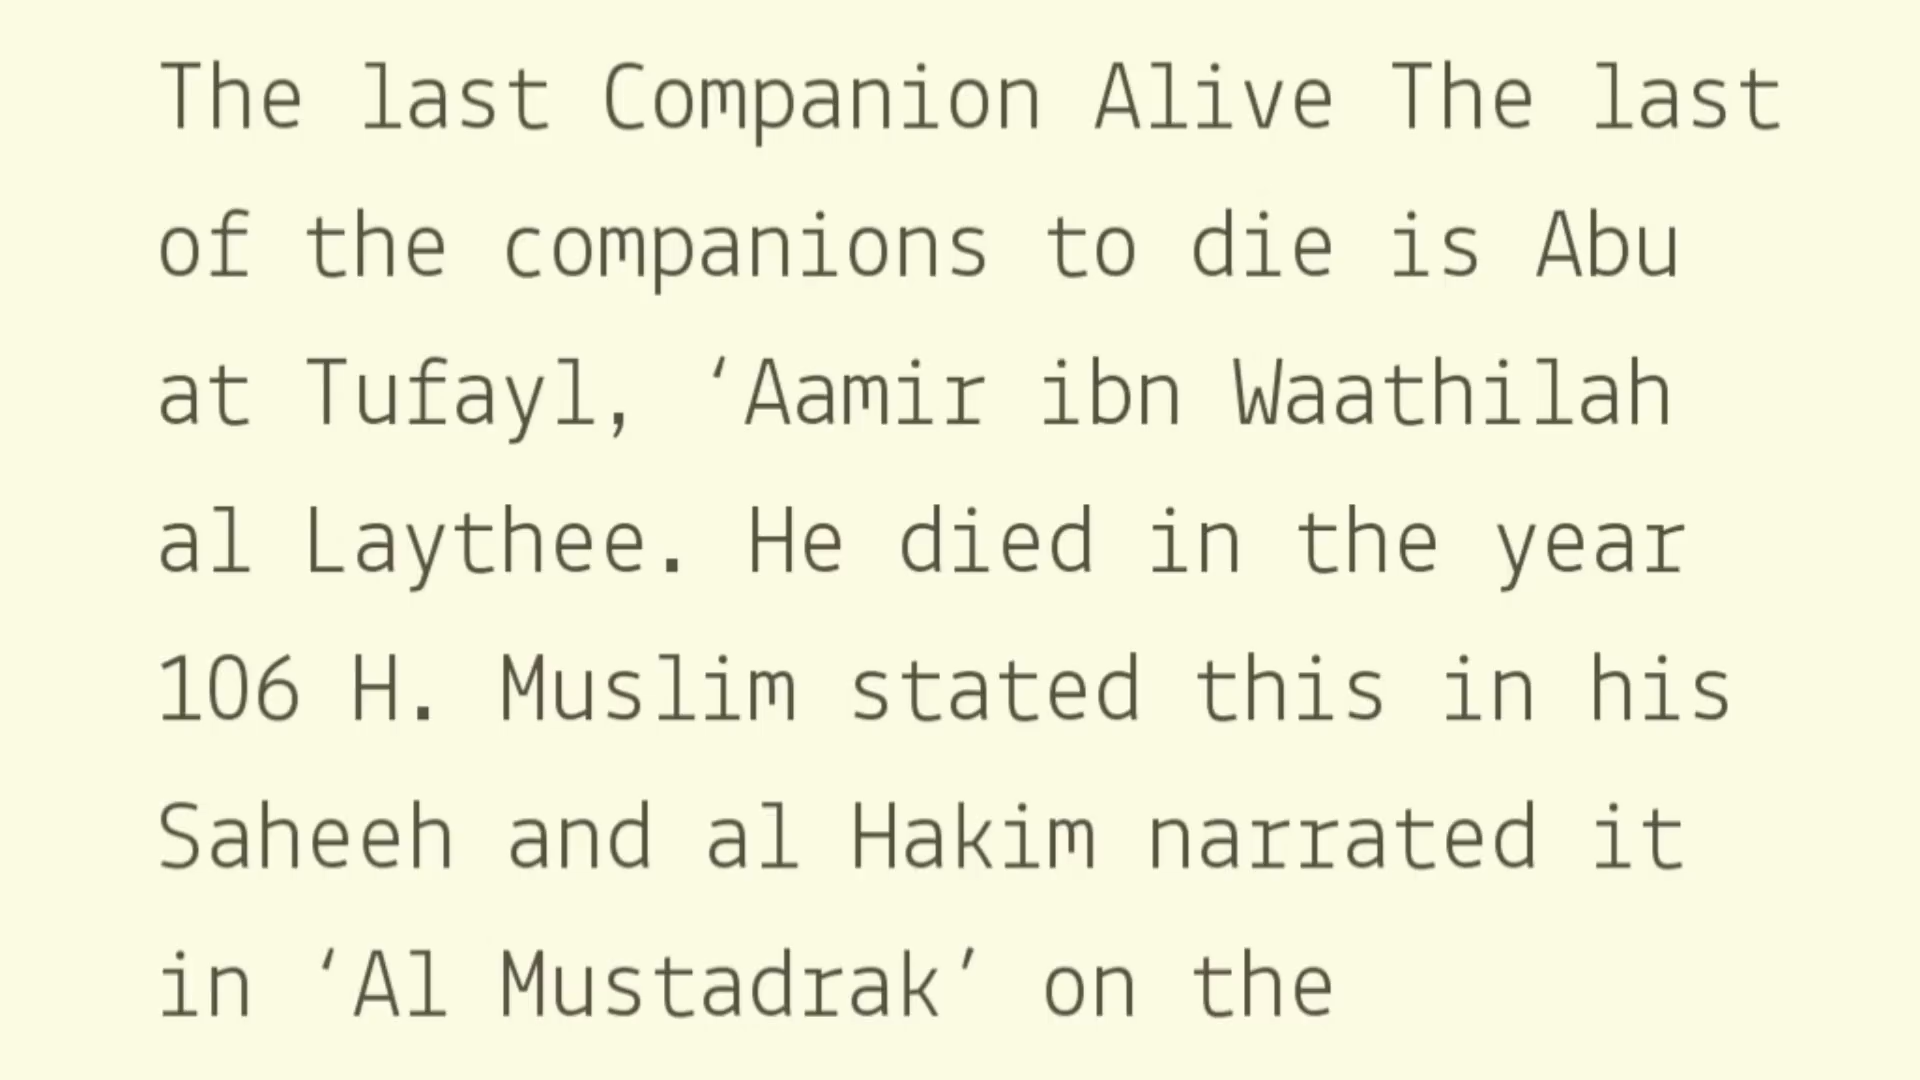 The last Companion Alive The last
of the companions to die is Abu
at Tufayl, ‘Aamir ibn Waathilah
al Laythee. He died in the year
106 H. Muslim stated this in his
Saheeh and al Hakim narrated it
in ‘Al Mustadrak’ on the